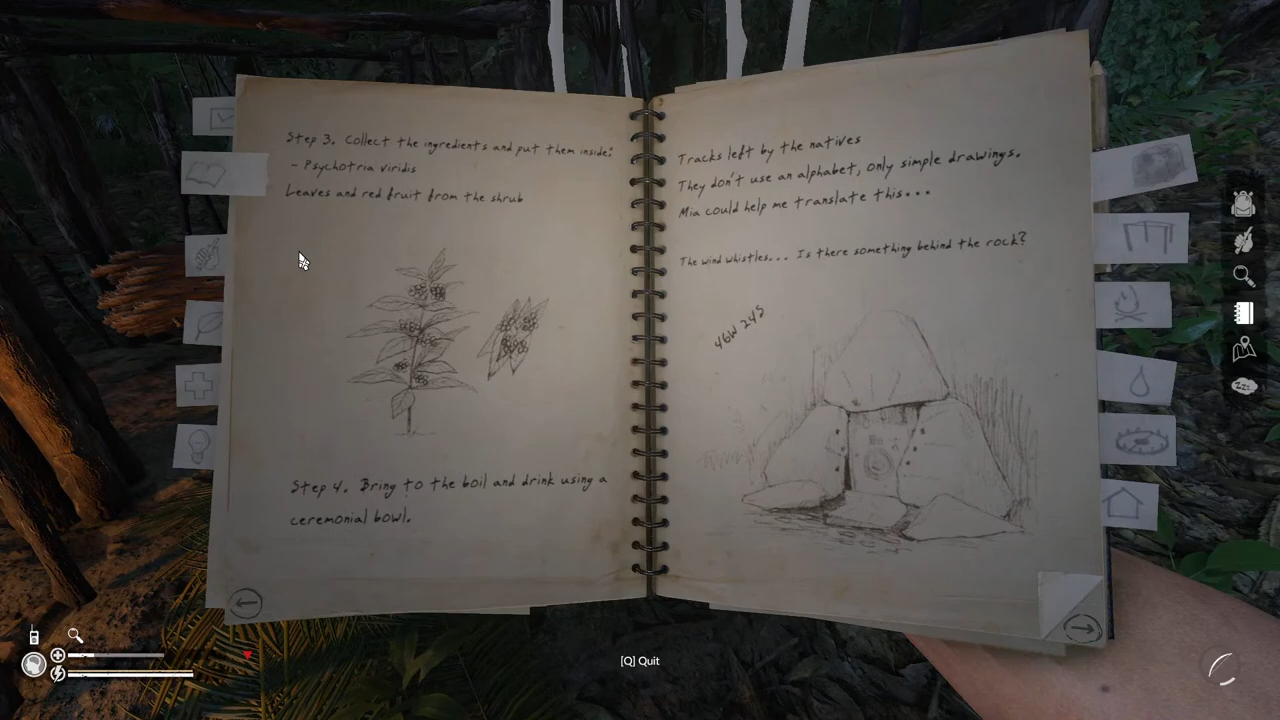 Step 3. Collect the ingredients and put them inside:
- Psychotria viridis
Leaves and red fruit from the shrub
Step 4. Bring to the boil and drink using a
ceremonial bowl.
Tracks left by the natives
They don't use an alphabet, only simple drawings.
Mia could help me translate this...
The wind whistles... Is there something behind the rock?
46W 24S
[Q] Quit